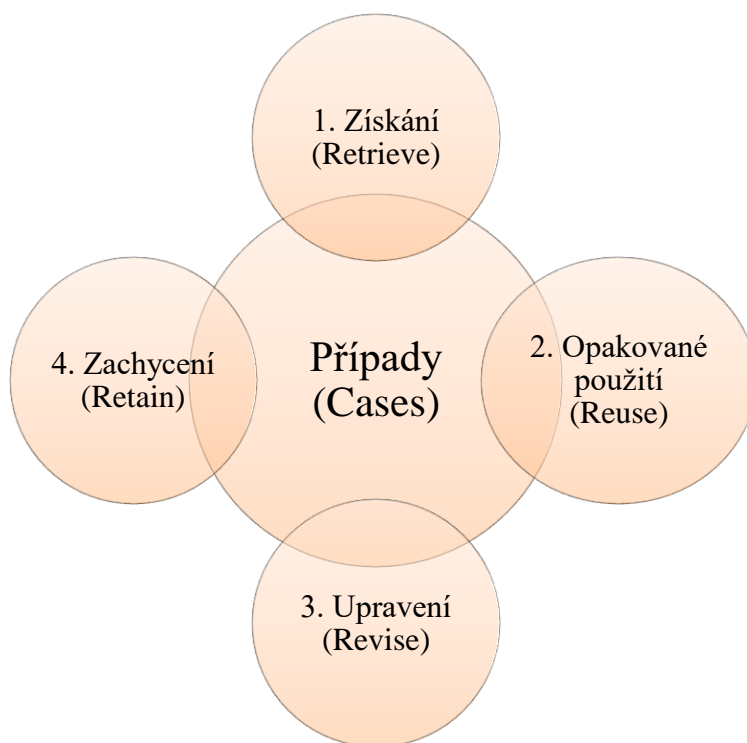 1. Získání
(Retrieve)
Případy
(Cases)
2. Opakované
použití
(Reuse)
3. Upravení
(Revise)
4. Zachycení
(Retain)